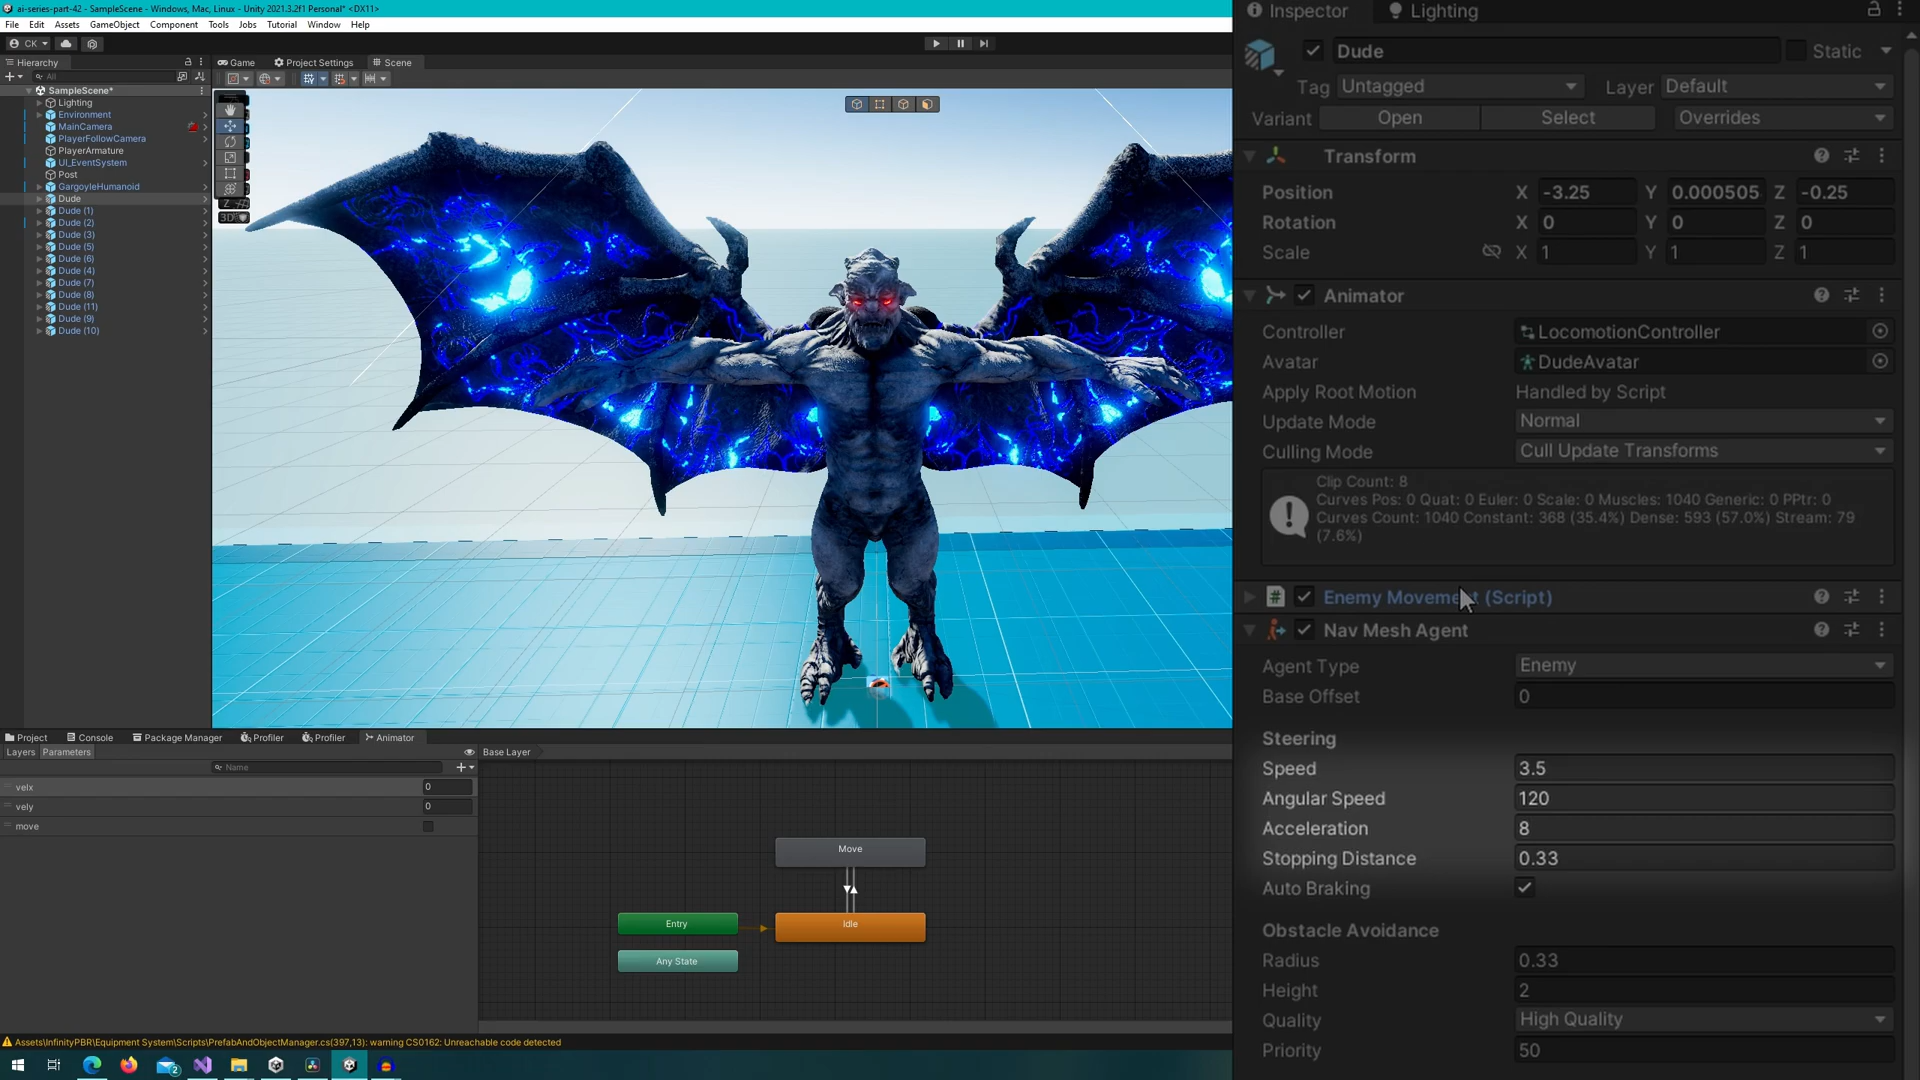 ai-series-part-42 - SampleScene - Windows, Mac, Linux - Unity 2021.3.2f1 Personal* <DX11>
File Edit Assets GameObject Component Tools Jobs Tutorial Window Help
CK
Hierarchy
All
SampleScene*
Lighting
Environment
MainCamera
PlayerFollowCamera
PlayerArmature
UI_EventSystem
Post
GargoyleHumanoid
Dude
Dude (1)
Dude (2)
Dude (3)
Dude (5)
Dude (6)
Dude (4)
Dude (7)
Dude (8)
Dude (11)
Dude (9)
Dude (10)
Game Project Settings Scene
Z
3D
Project Console Package Manager Profiler Profiler Animator
Layers Parameters
Base Layer
Name
velx 0
vely 0
move
Move
Entry
Idle
Any State
Assets\InfinityPBR\Equipment System\Scripts\PrefabAndObjectManager.cs(397,13): warning CS0162: Unreachable code detected
2
Inspector Lighting
Dude Static
Tag Untagged Layer Default
Variant Open Select Overrides
Transform
Position X -3.25 Y 0.000505 Z -0.25
Rotation X 0 Y 0 Z 0
Scale X 1 Y 1 Z 1
Animator
Controller LocomotionController
Avatar DudeAvatar
Apply Root Motion Handled by Script
Update Mode Normal
Culling Mode Cull Update Transforms
Clip Count: 8
Curves Pos: 0 Quat: 0 Euler: 0 Scale: 0 Muscles: 1040 Generic: 0 PPtr: 0
Curves Count: 1040 Constant: 368 (35.4%) Dense: 593 (57.0%) Stream: 79
(7.6%)
# Enemy Movement (Script)
Nav Mesh Agent
Agent Type Enemy
Base Offset 0
Steering
Speed 3.5
Angular Speed 120
Acceleration 8
Stopping Distance 0.33
Auto Braking
Obstacle Avoidance
Radius 0.33
Height 2
Quality High Quality
Priority 50